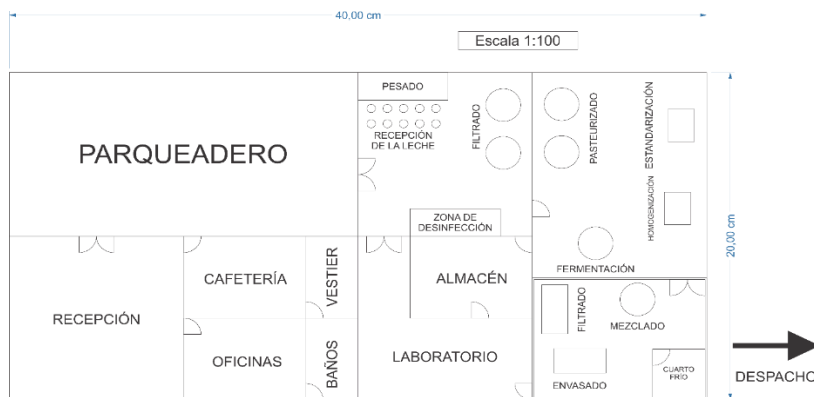 40,00 cm
Escala 1:100
PESADO
RECEPCIÓN
DE LA LECHE
FILTRADO
PASTEURIZADO
ESTANDARIZACIÓN
PARQUEADERO
HOMOGENIZACIÓN
20,00 cm
ZONA DE
DESINFECCIÓN
FERMENTACIÓN
CAFETERÍA
VESTIER
ALMACÉN
RECEPCIÓN
FILTRADO
MEZCLADO
OFICINAS
BAÑOS
LABORATORIO
ENVASADO
CUARTO
FRÍO
DESPACHO